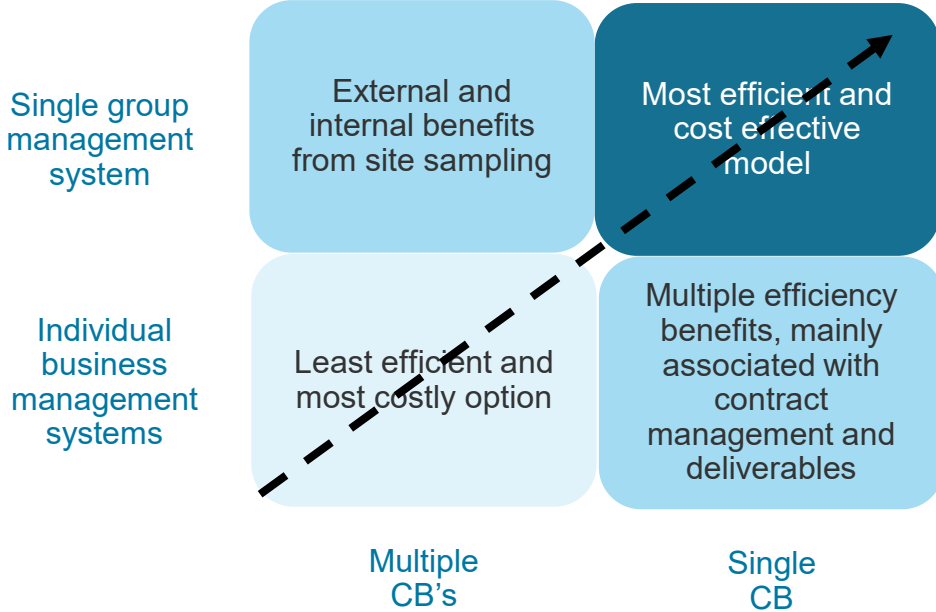 Single group
management
system
External and
internal benefits
from site sampling
Most efficient and
cost effective
model
Individual
business
management
systems
Least efficient and
most costly option
Multiple efficiency
benefits, mainly
associated with
contract
management and
deliverables
Multiple
CB’s
Single
CB